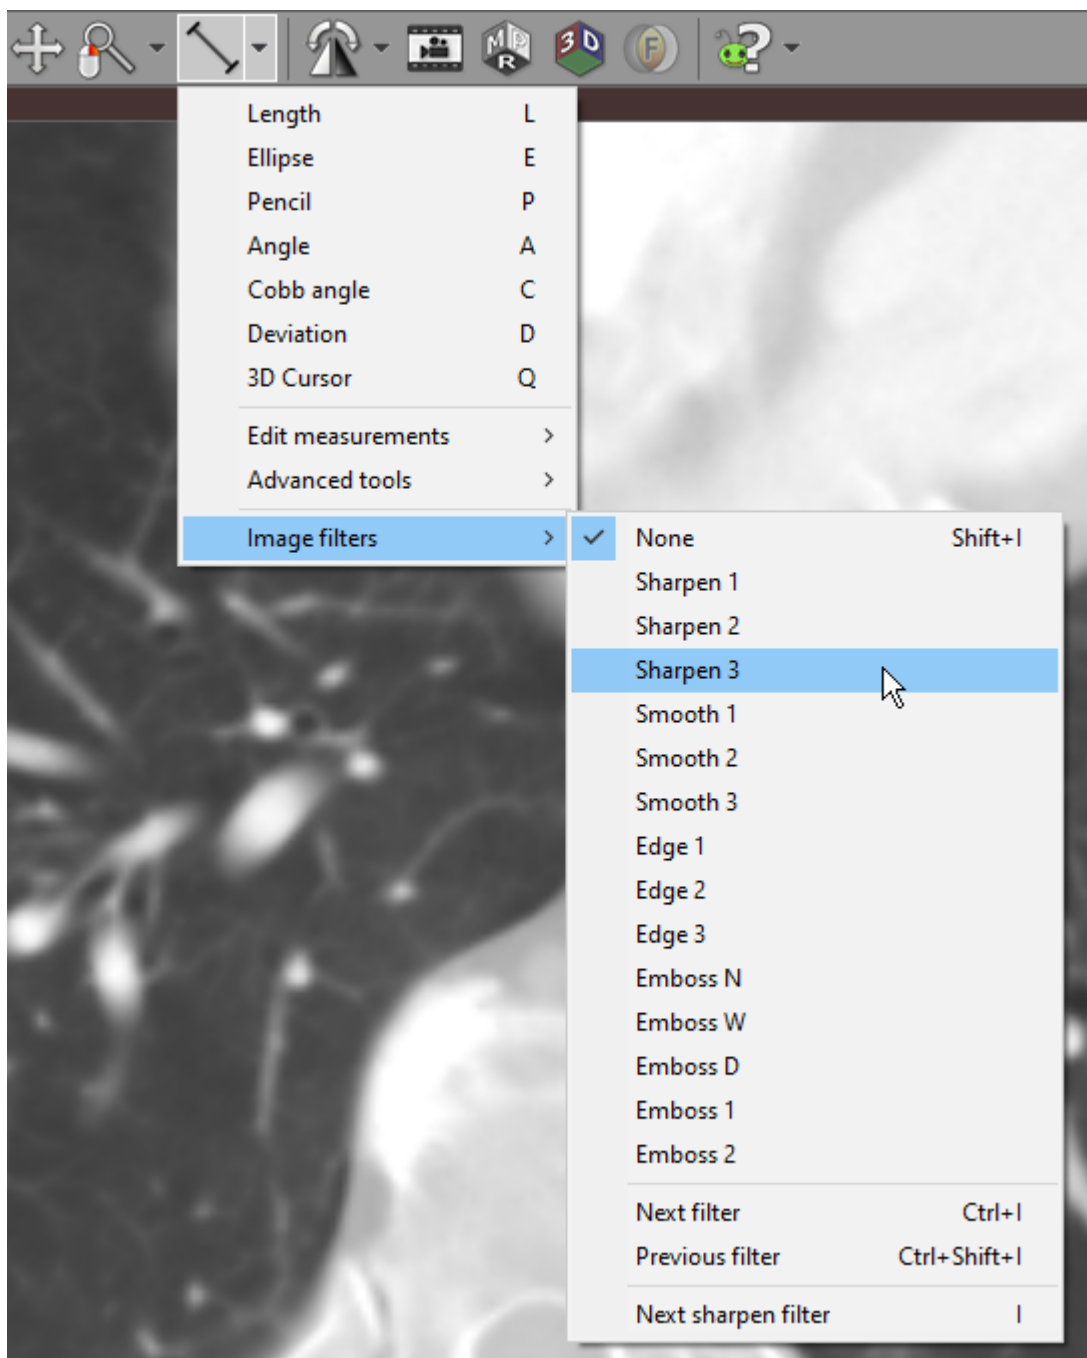 MPR 3D F
Length L
Ellipse E
Pencil P
Angle A
Cobb angle C
Deviation D
3D Cursor Q
Edit measurements
Advanced tools
Image filters
None Shift+I
Sharpen 1
Sharpen 2
Sharpen 3
Smooth 1
Smooth 2
Smooth 3
Edge 1
Edge 2
Edge 3
Emboss N
Emboss W
Emboss D
Emboss 1
Emboss 2
Next filter Ctrl+I
Previous filter Ctrl+Shift+I
Next sharpen filter I